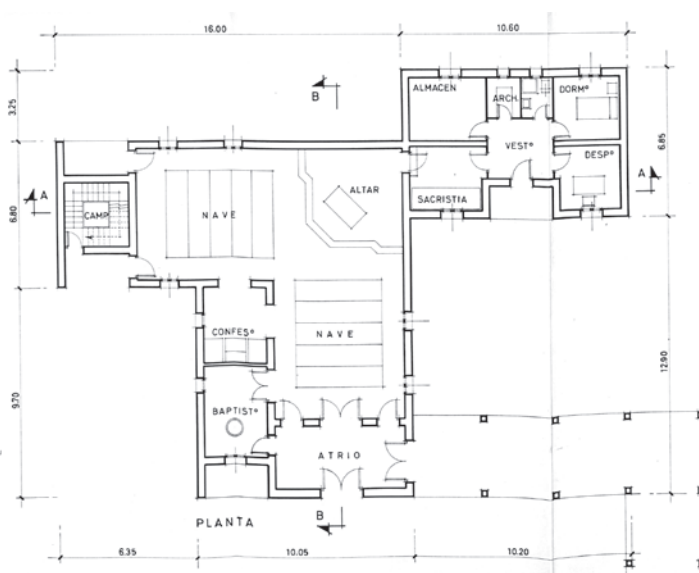 16.00
10.60
3.25
B
ALMACEN
ARCH.
DORMº
VESTº
6.85
DESPº
A
A
ALTAR
SACRISTIA
CAMP
NAVE
6.80
CONFESº
NAVE
12.90
9.70
BAPTISTº
ATRIO
PLANTA
B
6.35
10.05
10.20